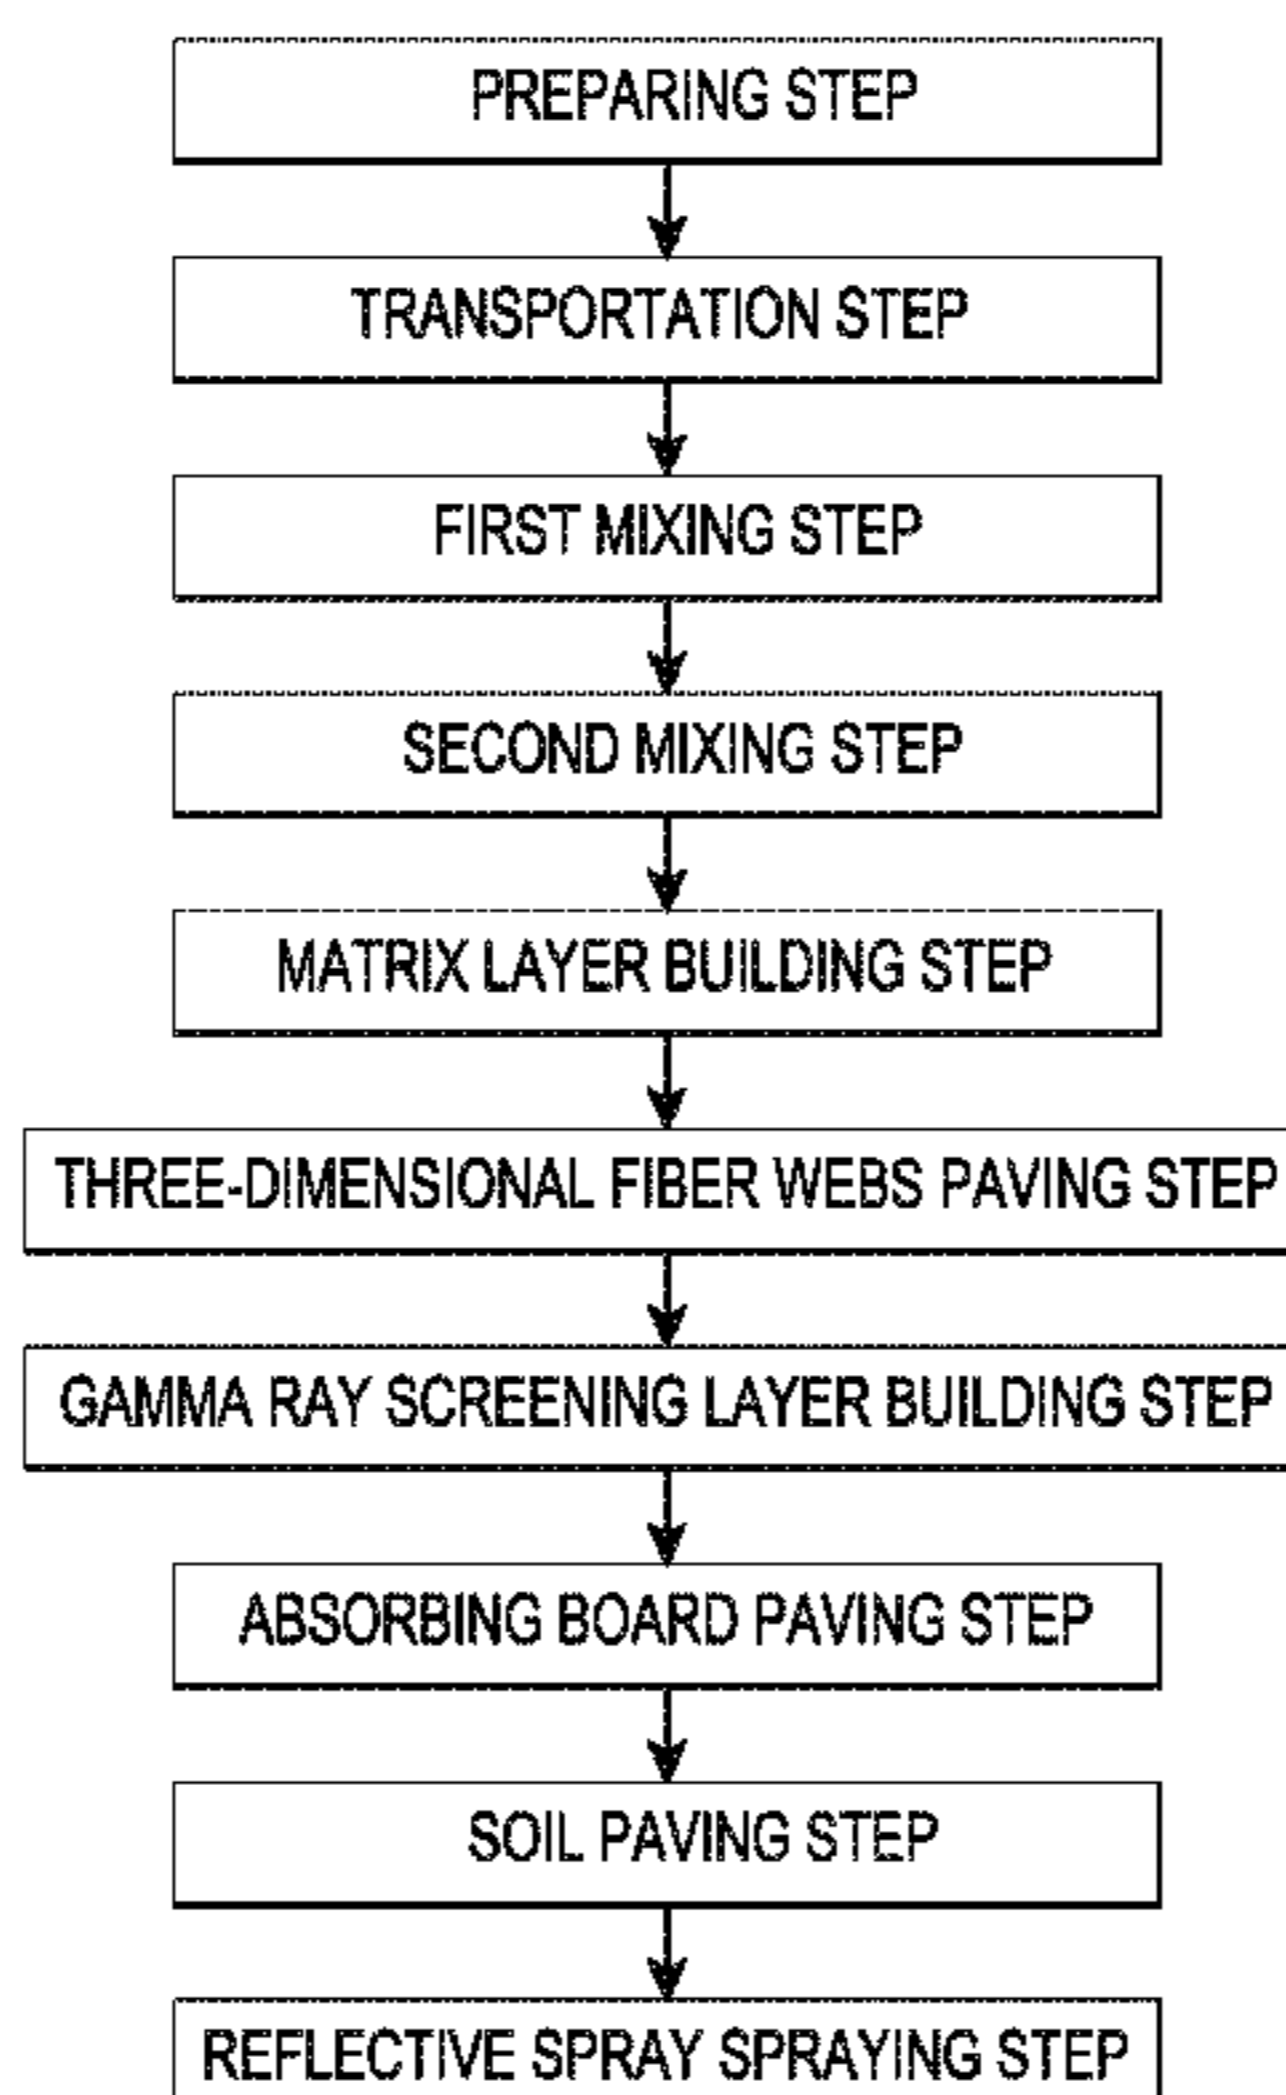 PREPARING STEP
TRANSPORTATION STEP
FIRST MIXING STEP
SECOND MIXING STEP
MATRIX LAYER BUILDING STEP
THREE-DIMENSIONAL FIBER WEBS PAVING STEP
GAMMA RAY SCREENING LAYER BUILDING STEP
ABSORBING BOARD PAVING STEP
SOIL PAVING STEP
REFLECTIVE SPRAY SPRAYING STEP